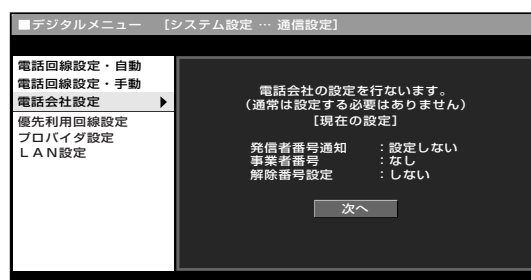 ■デジタルメニュー [システム設定 … 通信設定]
電話回線設定・自動
電話回線設定・手動
電話会社設定 ▶
優先利用回線設定
プロバイダ設定
LAN設定
電話会社の設定を行ないます。
(通常は設定する必要はありません)
[現在の設定]
発信者番号通知 :設定しない
事業者番号 :なし
解除番号設定 :しない
次へ